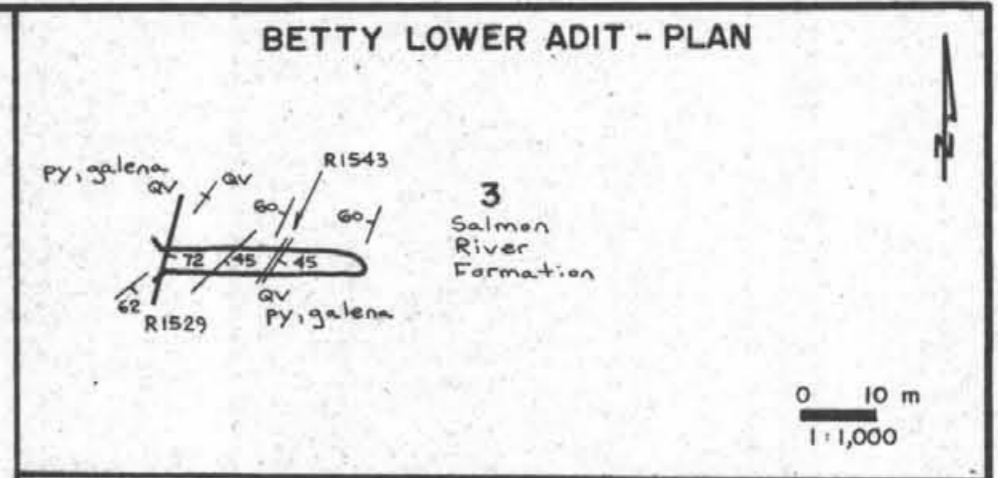 BETTY LOWER ADIT - PLAN
N
py, galena
QV
QV
R1543
60
60
3
Salmon
River
Formation
72
45
45
62
R1529
QV
py, galena
0 10 m
1:1,000